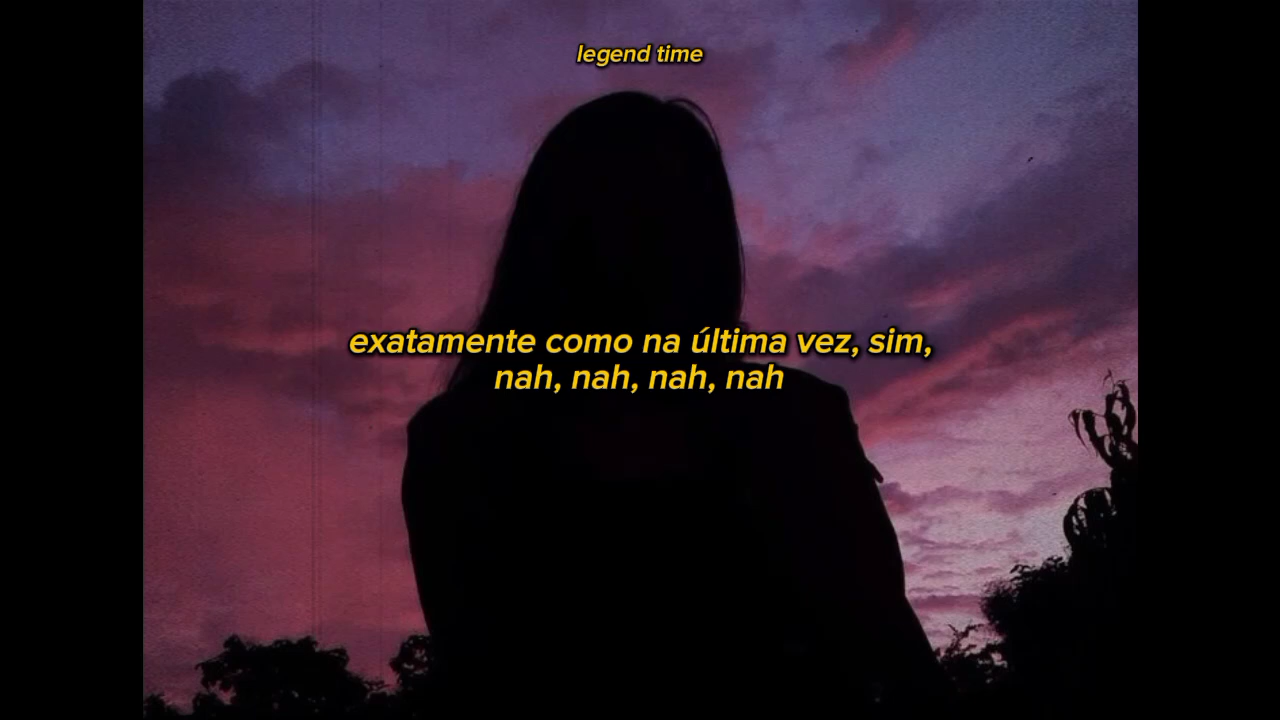 legend time
exatamente como na última vez, sim,
nah, nah, nah, nah